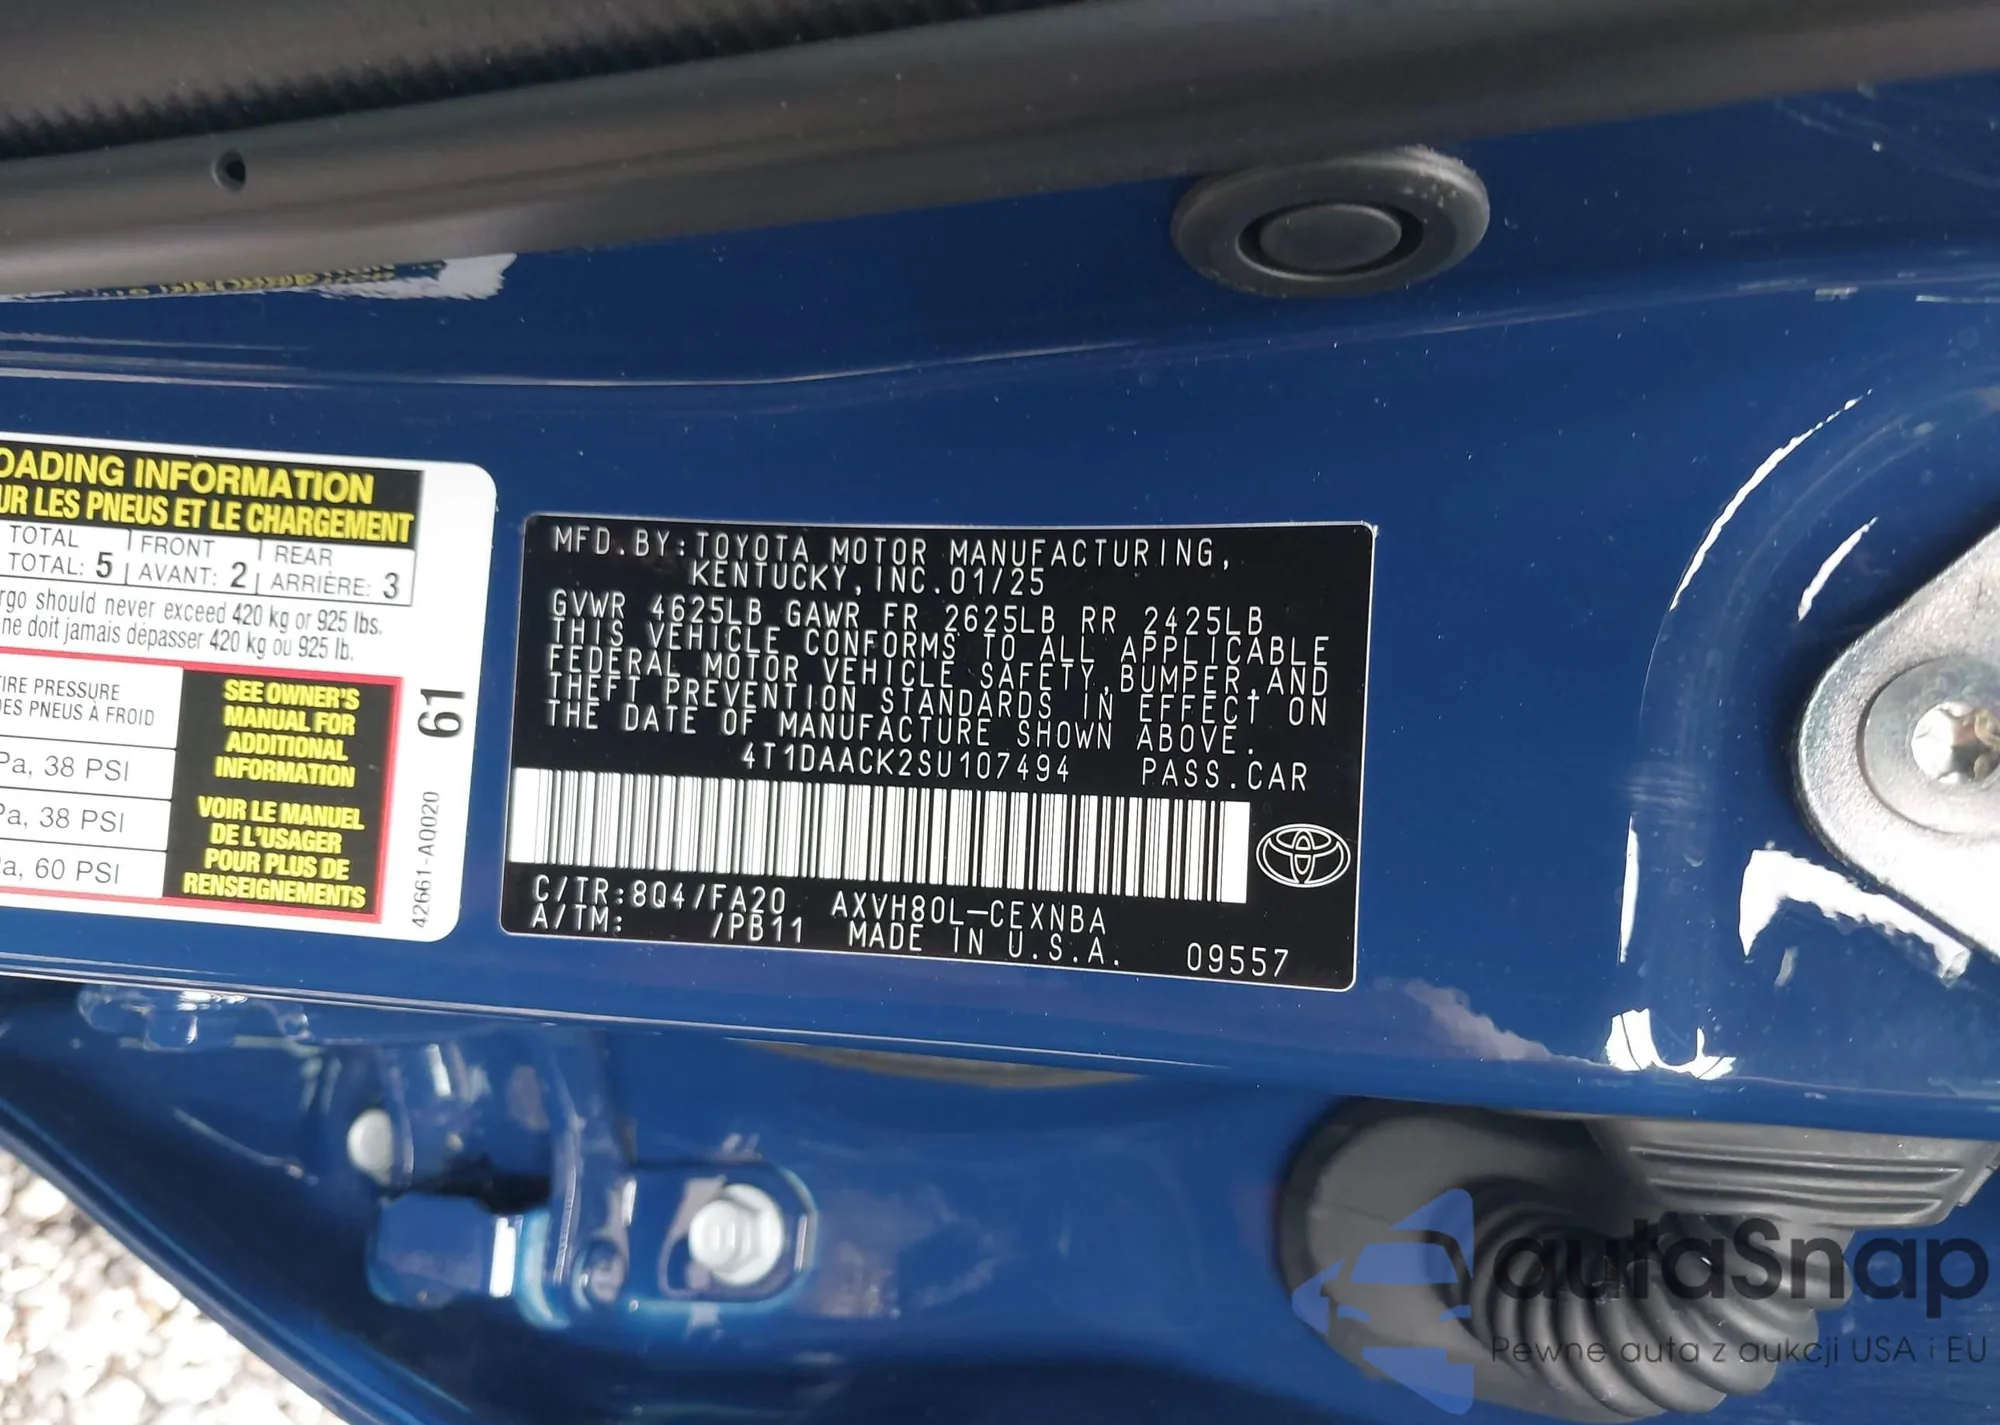 OADING INFORMATION
UR LES PNEUS ET LE CHARGEMENT
TOTAL FRONT REAR
TOTAL: 5 AVANT: 2 ARRIÈRE: 3
rgo should never exceed 420 kg or 925 lbs.
ne doit jamais dépasser 420 kg ou 925 lb.
IRE PRESSURE
DES PNEUS À FROID
Pa, 38 PSI
Pa, 38 PSI
a, 60 PSI
SEE OWNER'S
MANUAL FOR
ADDITIONAL
INFORMATION
VOIR LE MANUEL
DE L'USAGER
POUR PLUS DE
RENSEIGNEMENTS
61
42661-A0020
MFD.BY:TOYOTA MOTOR MANUFACTURING,
KENTUCKY,INC.01/25
GVWR 4625LB GAWR FR 2625LB RR 2425LB
THIS VEHICLE CONFORMS TO ALL APPLICABLE
FEDERAL MOTOR VEHICLE SAFETY,BUMPER,AND
THEFT PREVENTION STANDARDS IN EFFECT ON
THE DATE OF MANUFACTURE SHOWN ABOVE.
4T1DAACK2SU107494 PASS.CAR
C/TR:8Q4/FA20 AXVH80L-CEXNBA
A/TM: /PB11 MADE IN U.S.A. 09557
autaSnap
Pewne auta z aukcji USA i EU